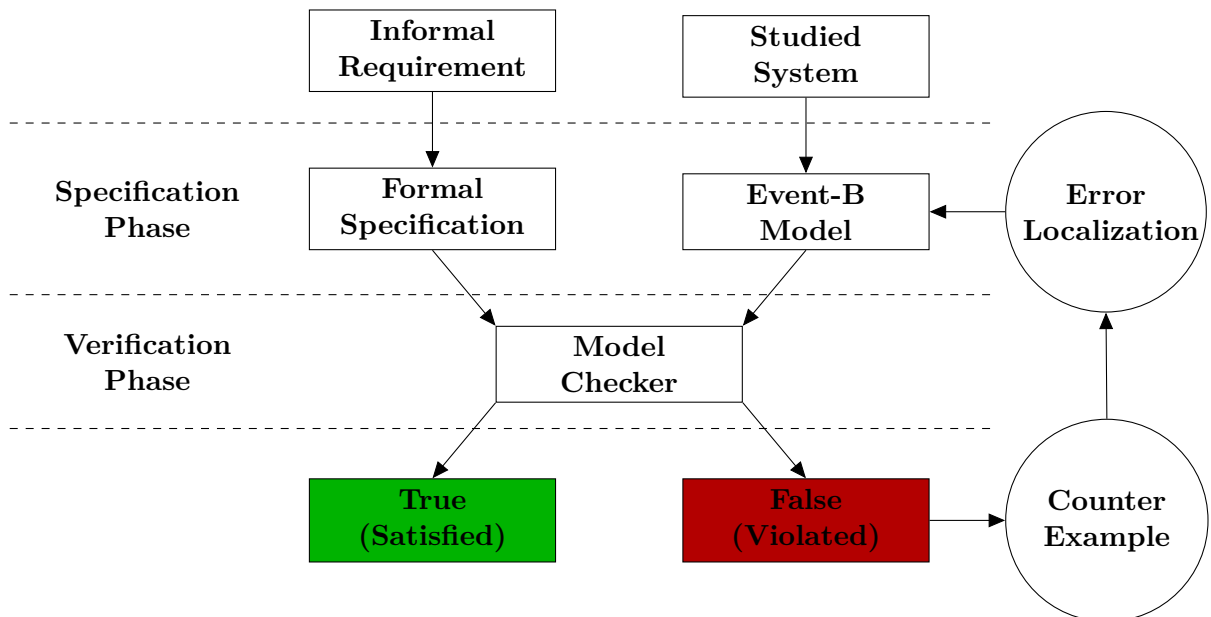 Informal
Requirement
Studied
System
Specification
Phase
Formal
Specification
Event-B
Model
Error
Localization
Verification
Phase
Model
Checker
True
(Satisfied)
False
(Violated)
Counter
Example